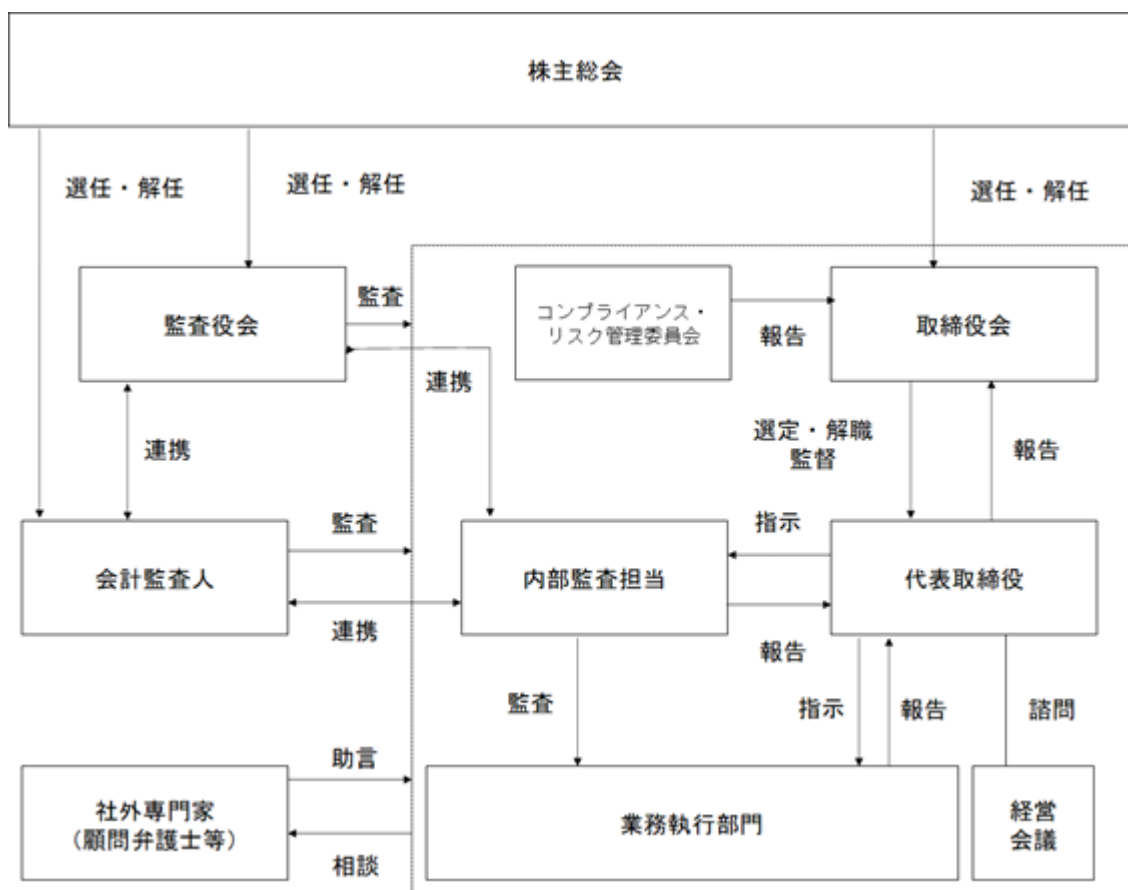 株主総会
選任・解任
選任・解任
選任・解任
監査役会
監査
コンプライアンス・
リスク管理委員会
報告
取締役会
連携
連携
選定・解職
監督
報告
会計監査人
監査
連携
内部監査担当
指示
報告
代表取締役
監査
指示
報告
諮問
社外専門家
（顧問弁護士等）
助言
相談
業務執行部門
経営
会議